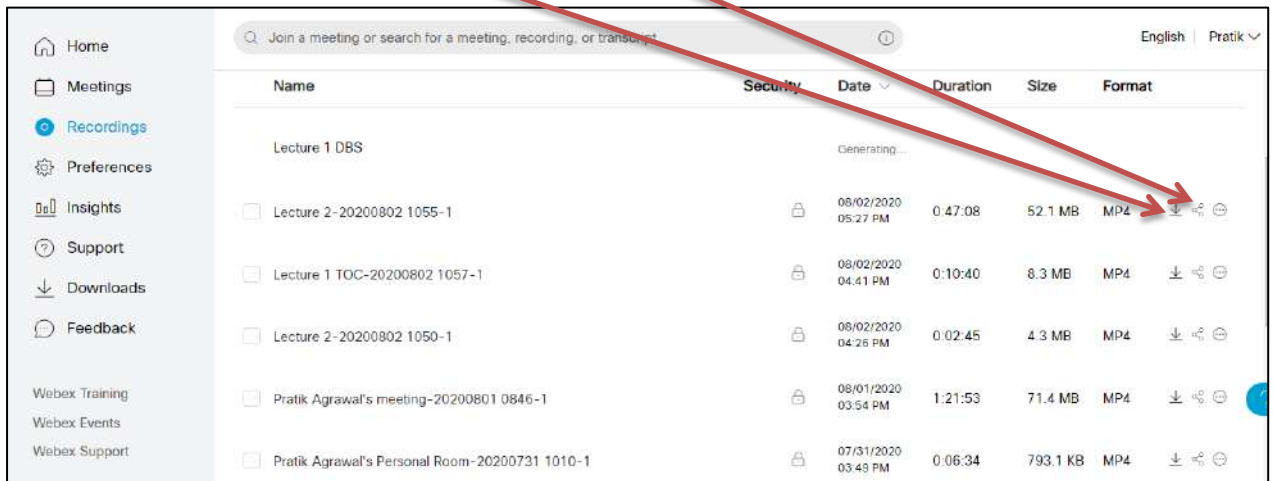 Home
Meetings
Recordings
Preferences
Insights
Support
Downloads
Feedback
Webex Training
Webex Events
Webex Support
Join a meeting or search for a meeting, recording, or transcript
English Pratik
Name Security Date Duration Size Format
Lecture 1 DBS Generating...
Lecture 2-20200802 1055-1 08/02/2020 05:27 PM 0:47:08 52.1 MB MP4
Lecture 1 TOC-20200802 1057-1 08/02/2020 04:41 PM 0:10:40 8.3 MB MP4
Lecture 2-20200802 1050-1 08/02/2020 04:26 PM 0:02:45 4.3 MB MP4
Pratik Agrawal's meeting-20200801 0846-1 08/01/2020 03:54 PM 1:21:53 71.4 MB MP4
Pratik Agrawal's Personal Room-20200731 1010-1 07/31/2020 03:49 PM 0:06:34 793.1 KB MP4